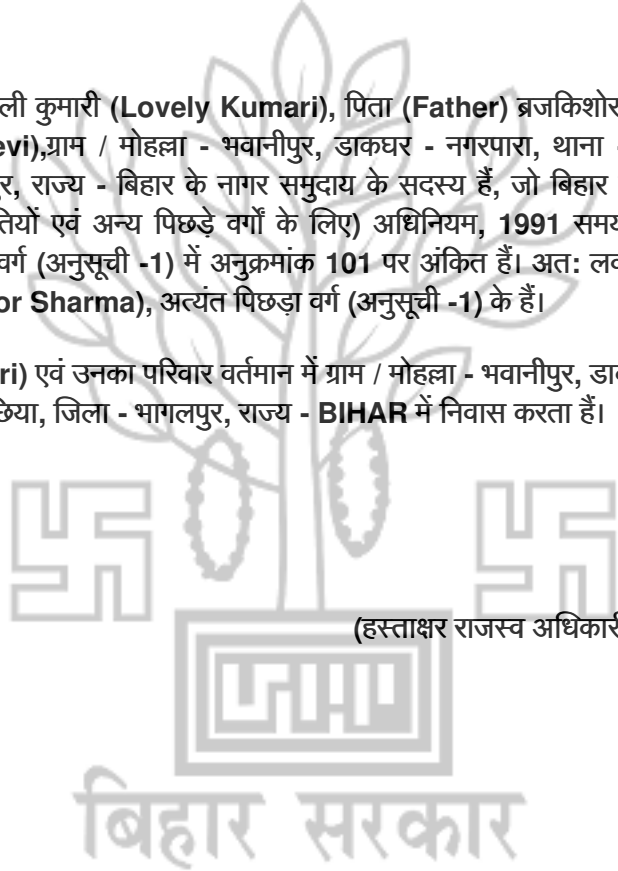 ली कुमारी (Lovely Kumari), पिता (Father) ब्रजकिशोर
evi),ग्राम / मोहल्ला - भवानीपुर, डाकघर - नगरपारा, थाना
र, राज्य - बिहार के नागर समुदाय के सदस्य हैं, जो बिहार
तियों एवं अन्य पिछड़े वर्गों के लिए) अधिनियम, 1991 समय
वर्ग (अनुसूची -1) में अनुक्रमांक 101 पर अंकित हैं। अत: लव
or Sharma), अत्यंत पिछड़ा वर्ग (अनुसूची -1) के हैं।
ri) एवं उनका परिवार वर्तमान में ग्राम / मोहल्ला - भवानीपुर, डा
छिया, जिला - भागलपुर, राज्य - BIHAR में निवास करता हैं।
(हस्ताक्षर राजस्व अधिकारी
बिहार सरकार